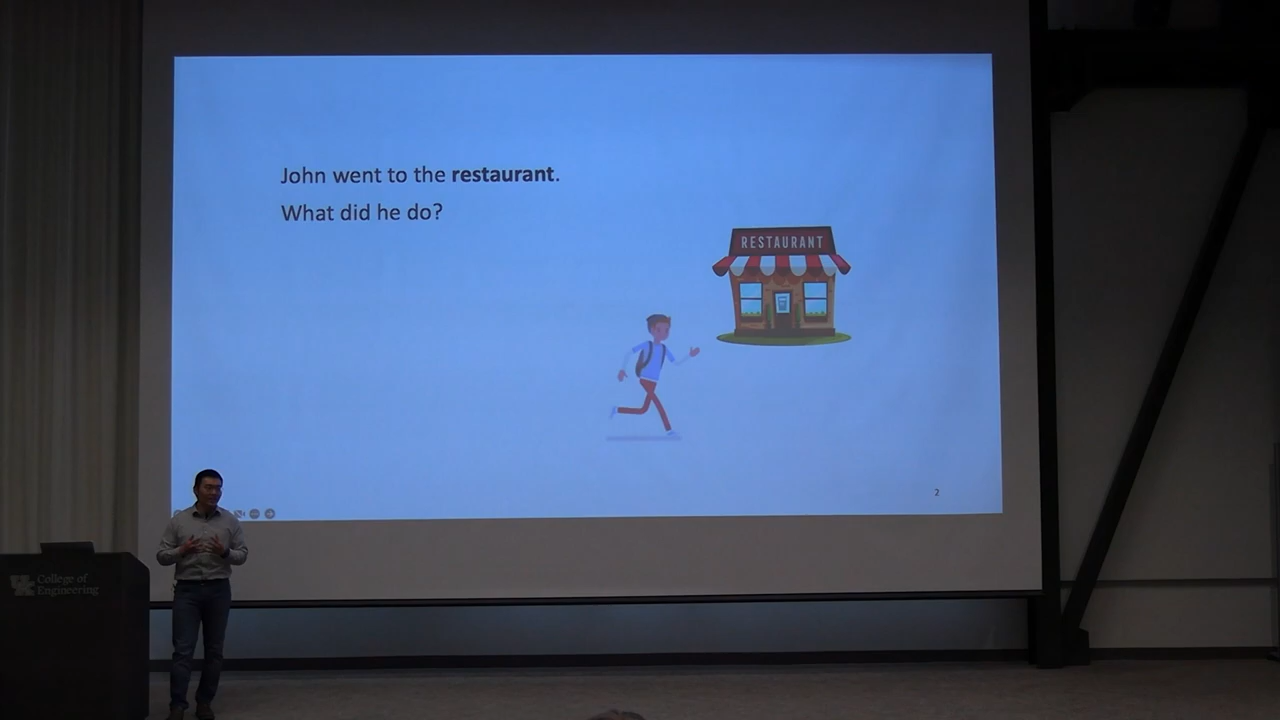 John went to the restaurant.
What did he do?
RESTAURANT
2
College of
Engineering